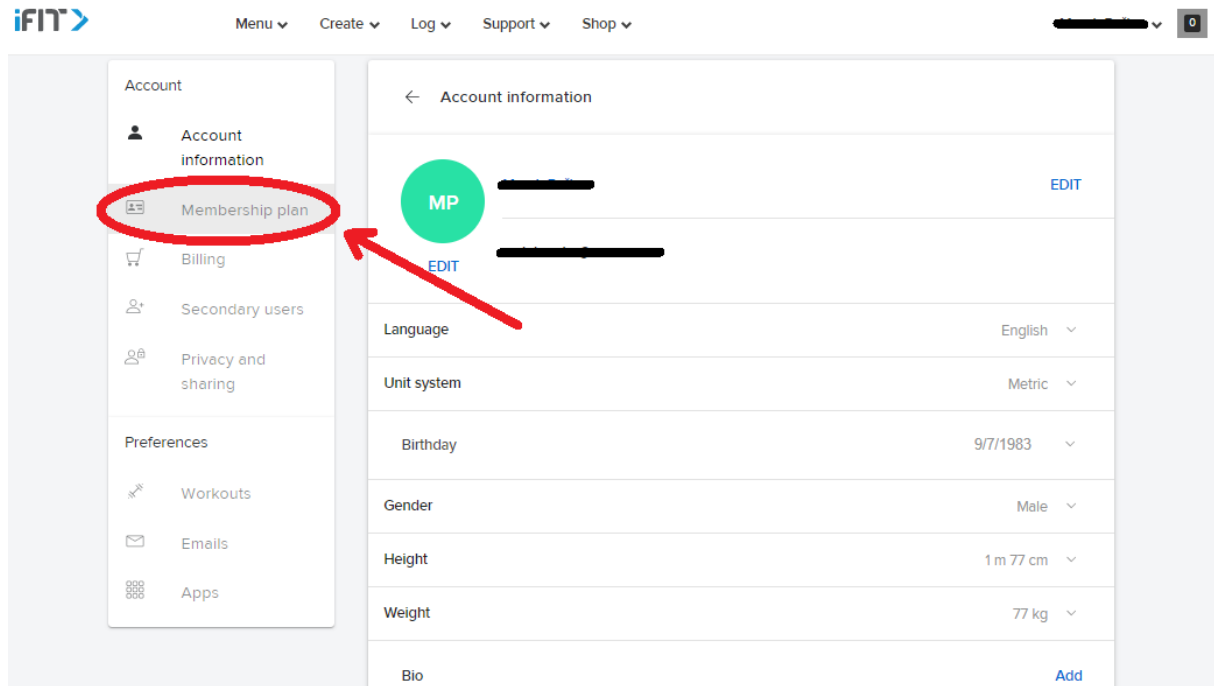 iFIT
Menu Create Log Support Shop
0
Account
Account
information
Membership plan
Billing
Secondary users
Privacy and
sharing
Preferences
Workouts
Emails
Apps
Account information
MP
EDIT
EDIT
Language English
Unit system Metric
Birthday 9/7/1983
Gender Male
Height 1 m 77 cm
Weight 77 kg
Bio Add